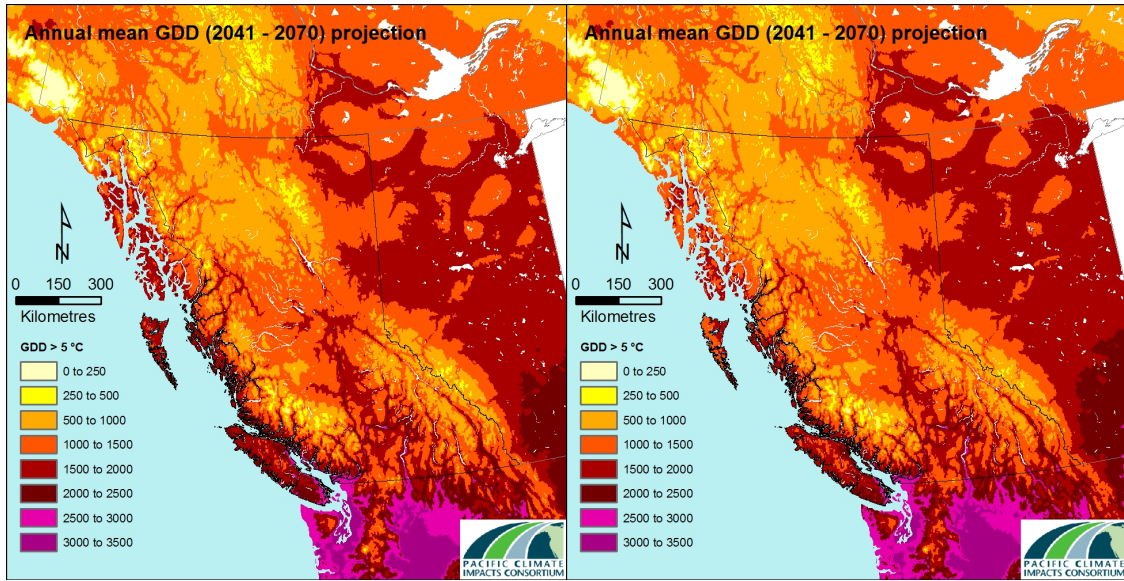 Annual mean GDD (2041 - 2070) projection
N
0 150 300
Kilometres
GDD > 5 ºC
0 to 250
250 to 500
500 to 1000
1000 to 1500
1500 to 2000
2000 to 2500
2500 to 3000
3000 to 3500
PACIFIC CLIMATE
IMPACTS CONSORTIUM
Annual mean GDD (2041 - 2070) projection
N
0 150 300
Kilometres
GDD > 5 ºC
0 to 250
250 to 500
500 to 1000
1000 to 1500
1500 to 2000
2000 to 2500
2500 to 3000
3000 to 3500
PACIFIC CLIMATE
IMPACTS CONSORTIUM